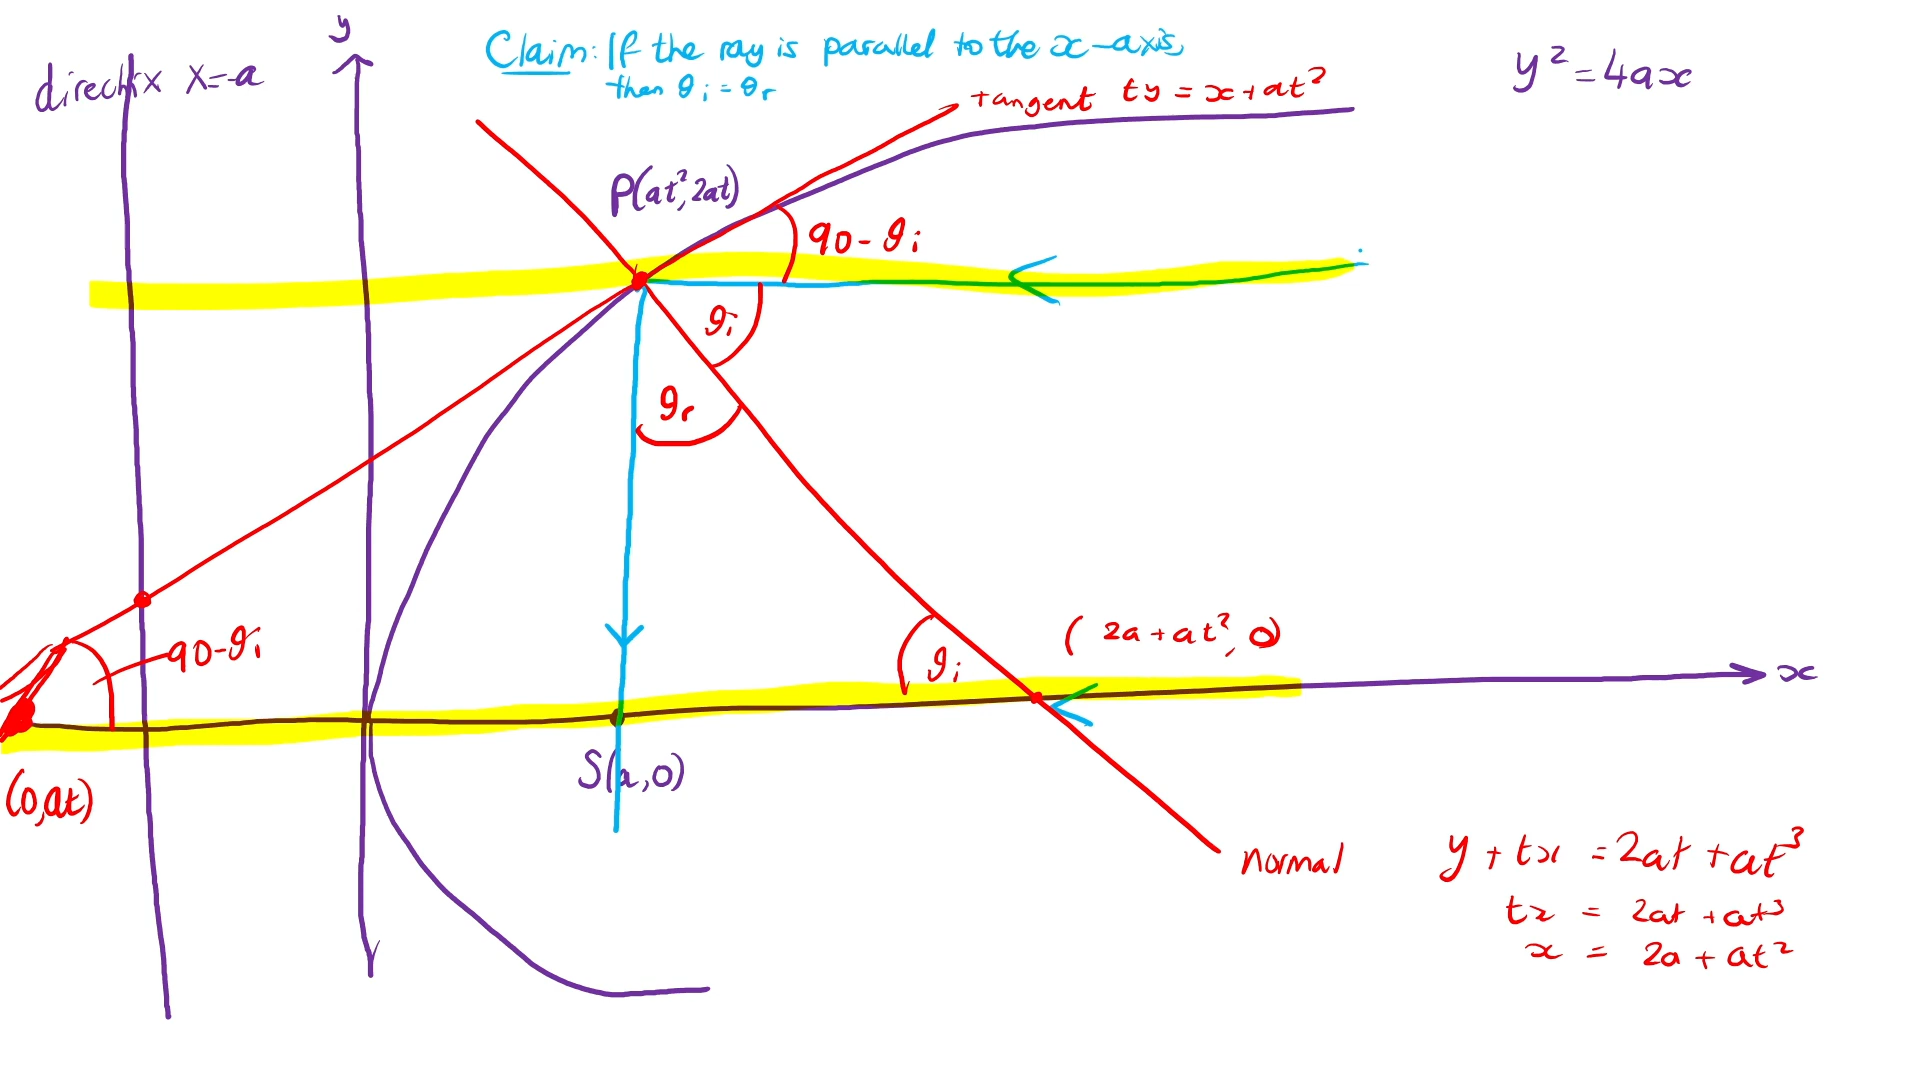 y
Claim: If the ray is parallel to the x-axis,
then θi = θr
directrix x=-a
y² = 4ax
tangent ty = x + at²
P(at², 2at)
90 - θi
θi
θr
(2a + at², 0)
90 - θi
θi
x
S(a, 0)
(0, at)
normal
y + tx = 2at + at³
tx = 2at + at³
x = 2a + at²